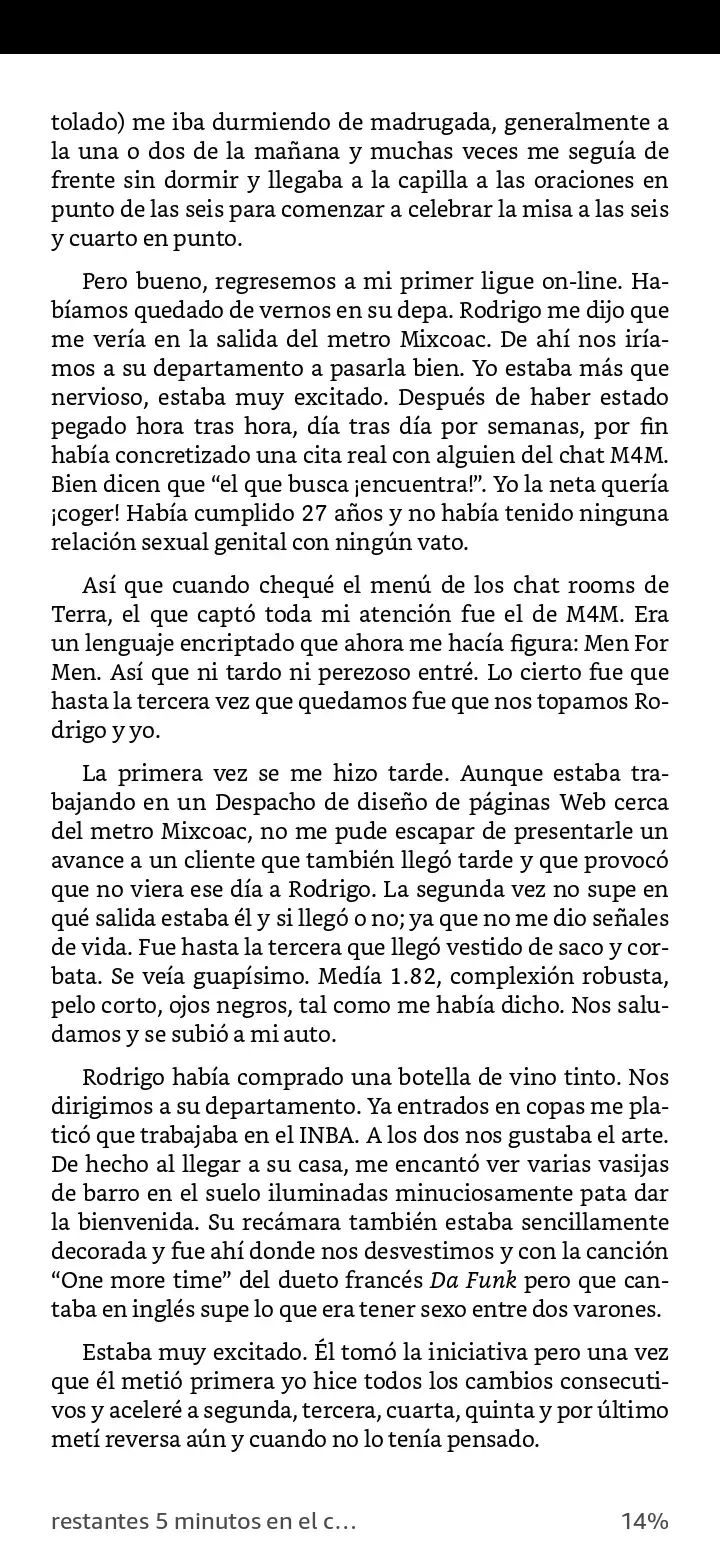 tolado) me iba durmiendo de madrugada, generalmente a
la una o dos de la mañana y muchas veces me seguía de
frente sin dormir y llegaba a la capilla a las oraciones en
punto de las seis para comenzar a celebrar la misa a las seis
y cuarto en punto.
Pero bueno, regresemos a mi primer ligue on-line. Ha-
bíamos quedado de vernos en su depa. Rodrigo me dijo que
me vería en la salida del metro Mixcoac. De ahí nos iría-
mos a su departamento a pasarla bien. Yo estaba más que
nervioso, estaba muy excitado. Después de haber estado
pegado hora tras hora, día tras día por semanas, por fin
había concretizado una cita real con alguien del chat M4M.
Bien dicen que “el que busca ¡encuentra!”. Yo la neta quería
¡coger! Había cumplido 27 años y no había tenido ninguna
relación sexual genital con ningún vato.
Así que cuando chequé el menú de los chat rooms de
Terra, el que captó toda mi atención fue el de M4M. Era
un lenguaje encriptado que ahora me hacía figura: Men For
Men. Así que ni tardo ni perezoso entré. Lo cierto fue que
hasta la tercera vez que quedamos fue que nos topamos Ro-
drigo y yo.
La primera vez se me hizo tarde. Aunque estaba tra-
bajando en un Despacho de diseño de páginas Web cerca
del metro Mixcoac, no me pude escapar de presentarle un
avance a un cliente que también llegó tarde y que provocó
que no viera ese día a Rodrigo. La segunda vez no supe en
qué salida estaba él y si llegó o no; ya que no me dio señales
de vida. Fue hasta la tercera que llegó vestido de saco y cor-
bata. Se veía guapísimo. Medía 1.82, complexión robusta,
pelo corto, ojos negros, tal como me había dicho. Nos salu-
damos y se subió a mi auto.
Rodrigo había comprado una botella de vino tinto. Nos
dirigimos a su departamento. Ya entrados en copas me pla-
ticó que trabajaba en el INBA. A los dos nos gustaba el arte.
De hecho al llegar a su casa, me encantó ver varias vasijas
de barro en el suelo iluminadas minuciosamente pata dar
la bienvenida. Su recámara también estaba sencillamente
decorada y fue ahí donde nos desvestimos y con la canción
“One more time” del dueto francés Da Funk pero que can-
taba en inglés supe lo que era tener sexo entre dos varones.
Estaba muy excitado. Él tomó la iniciativa pero una vez
que él metió primera yo hice todos los cambios consecuti-
vos y aceleré a segunda, tercera, cuarta, quinta y por último
metí reversa aún y cuando no lo tenía pensado.
restantes 5 minutos en el c... 14%